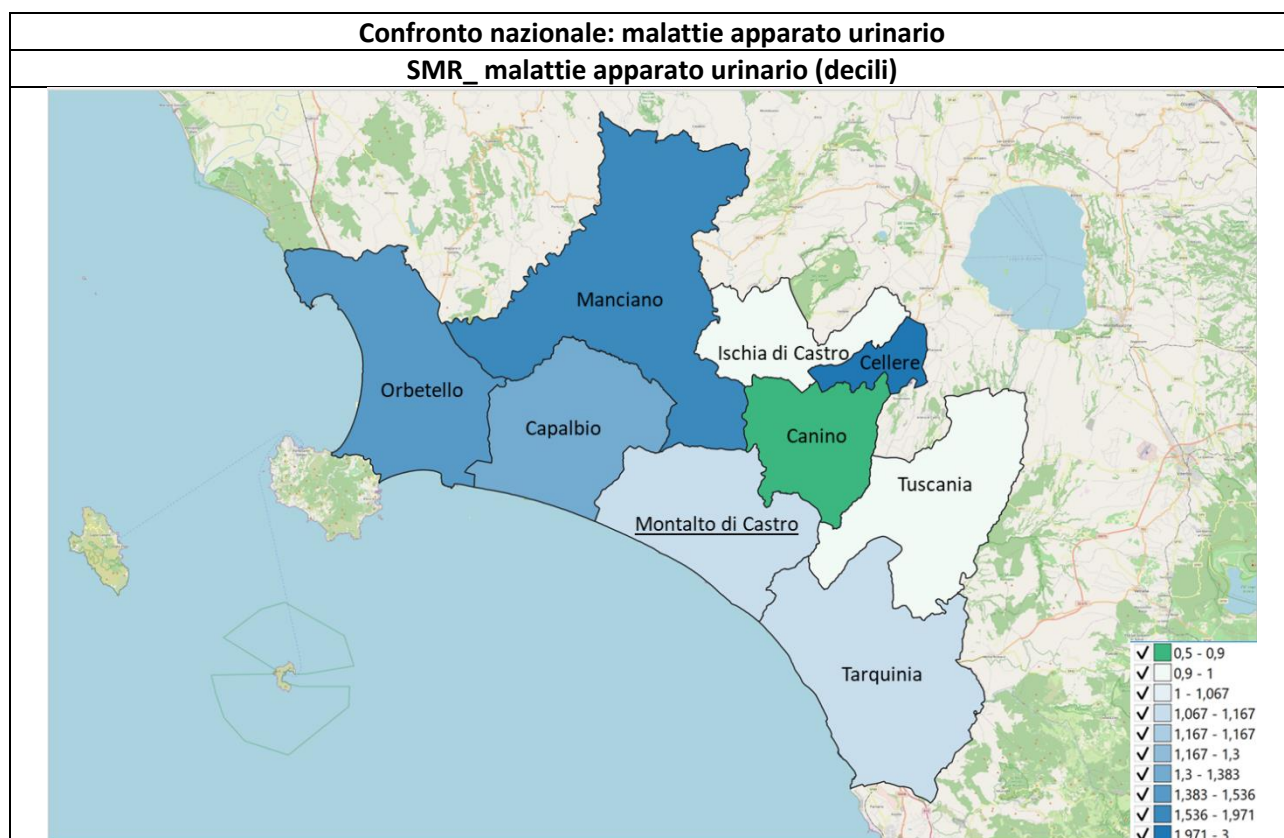 Confronto nazionale: malattie apparato urinario
SMR_ malattie apparato urinario (decili)
Manciano
Ischia di Castro
Cellere
Orbetello
Capalbio
Canino
Tuscania
Montalto di Castro
Tarquinia
0,5 - 0,9
0,9 - 1
1 - 1,067
1,067 - 1,167
1,167 - 1,167
1,167 - 1,3
1,3 - 1,383
1,383 - 1,536
1,536 - 1,971
1,971 - 3